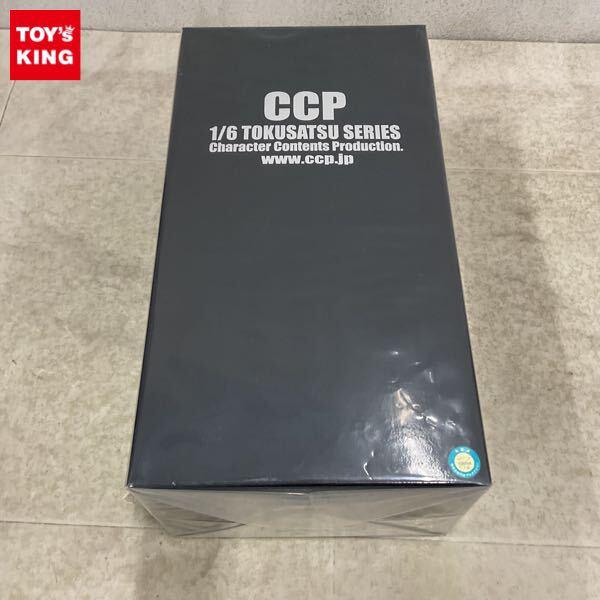 TOY's
KING
CCP
1/6 TOKUSATSU SERIES
Character Contents Production.
www.ccp.jp